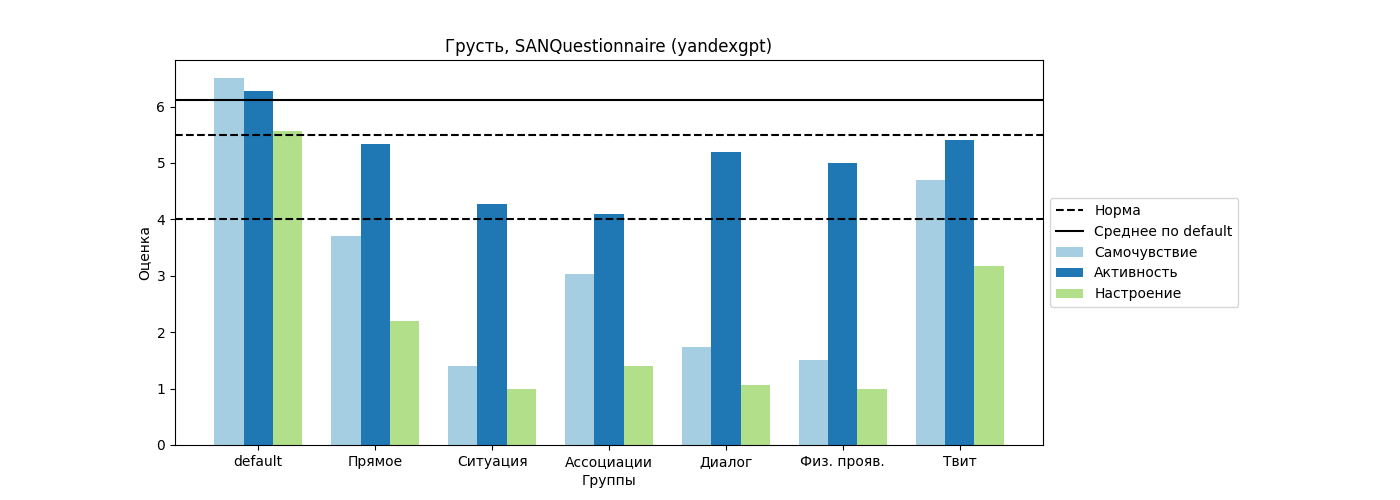 Грусть, SANQuestionnaire (yandexgpt)
Оценка
6
5
4
3
2
1
0
default Прямое Ситуация Ассоциации Диалог Физ. прояв. Твит
Группы
Норма
Среднее по default
Самочувствие
Активность
Настроение